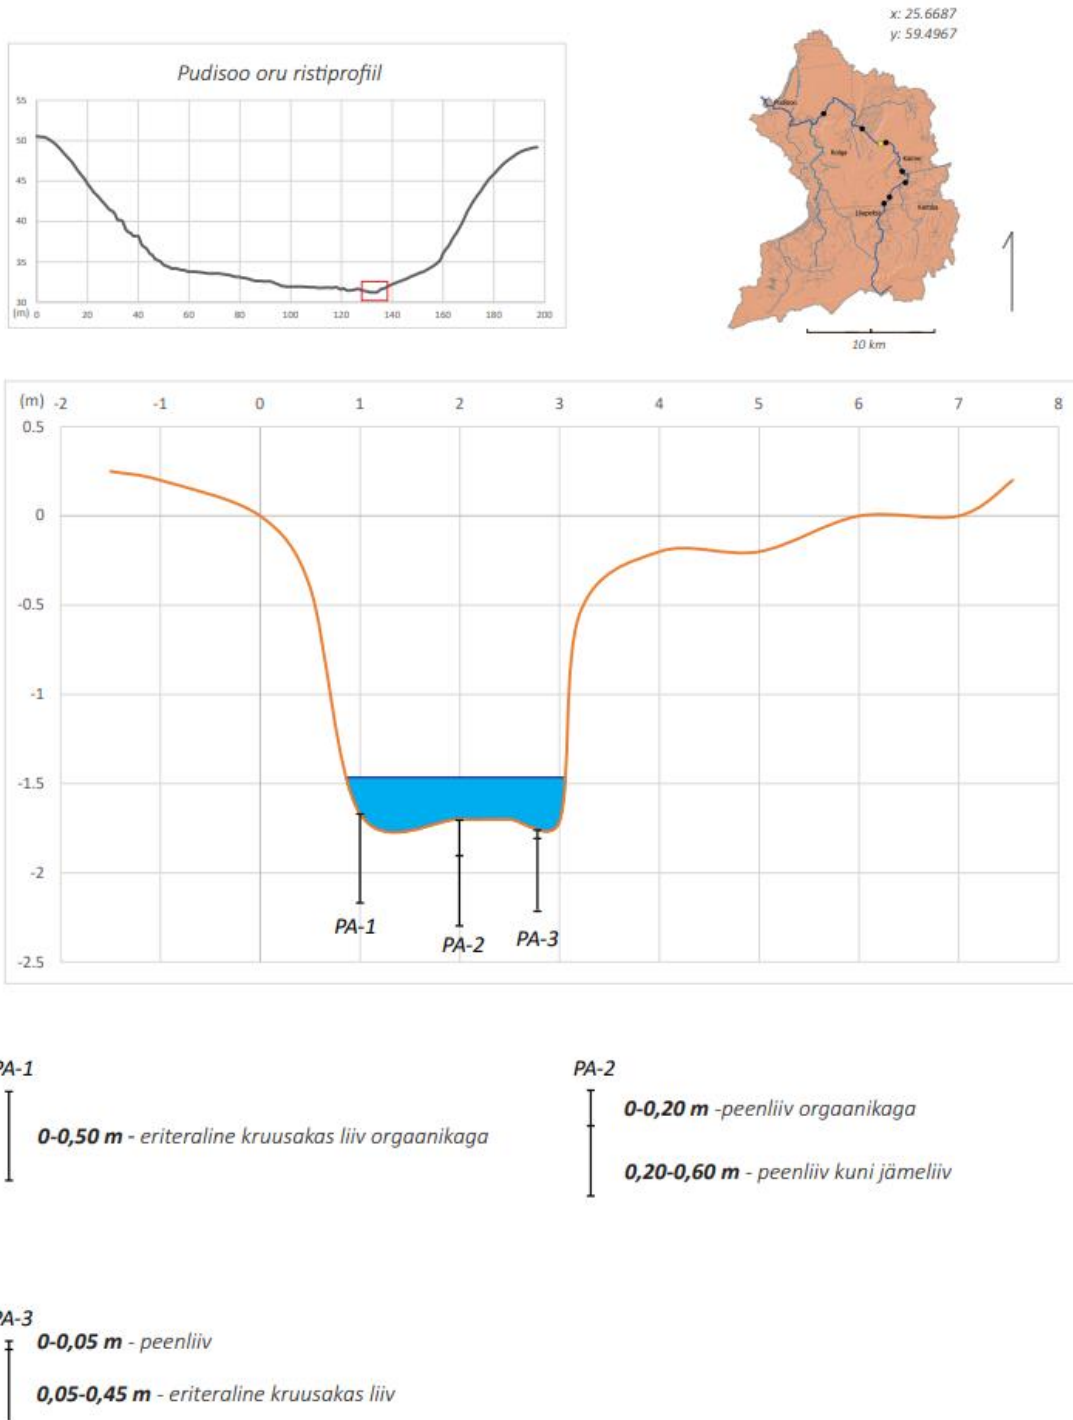 x: 25.6687
y: 59.4967
Pudisoo oru ristiprofiil
55
50
45
40
35
30
(m) 0 20 40 60 80 100 120 140 160 180 200
Kolga
10 km
(m) -2 -1 0 1 2 3 4 5 6 7 8
0.5
0
-0.5
-1
-1.5
-2
-2.5
PA-1
PA-2
PA-3
PA-1
0-0,50 m - eriteraline kruusakas liiv orgaanikaga
PA-2
0-0,20 m -peenliiv orgaanikaga
0,20-0,60 m - peenliiv kuni jämeliiv
PA-3
0-0,05 m - peenliiv
0,05-0,45 m - eriteraline kruusakas liiv